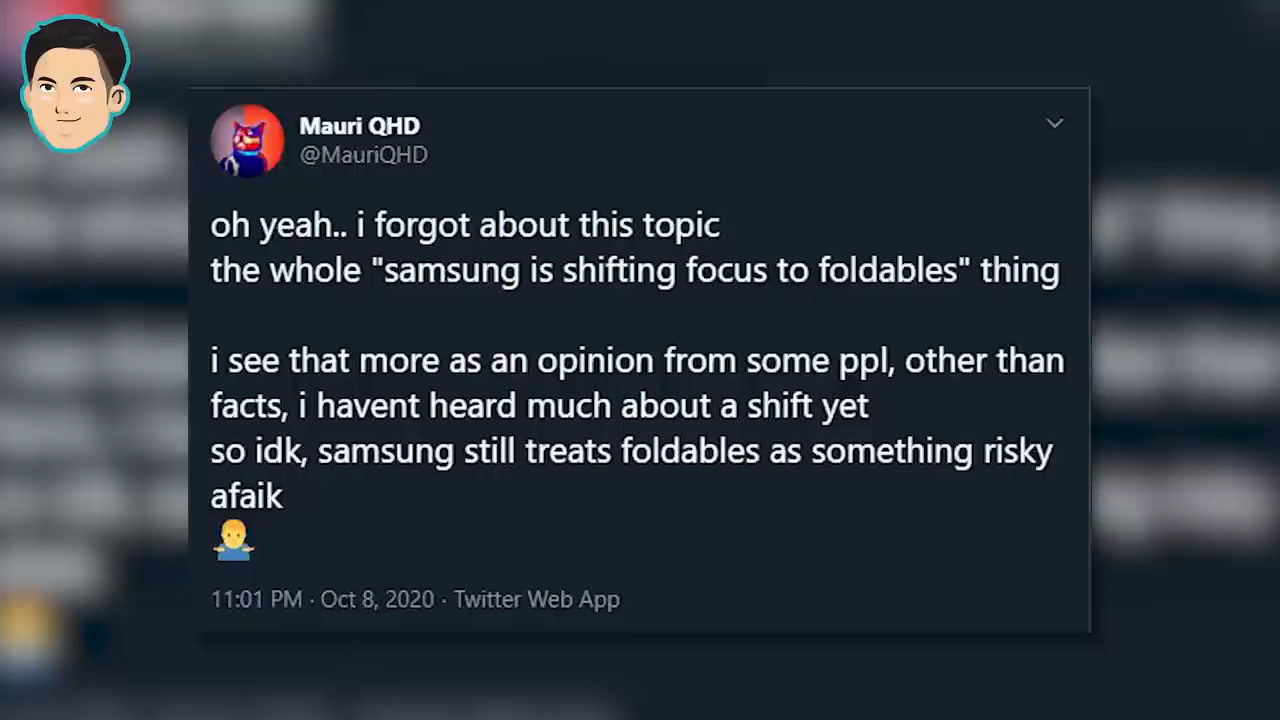 Mauri QHD
@MauriQHD
oh yeah.. i forgot about this topic
the whole "samsung is shifting focus to foldables" thing
i see that more as an opinion from some ppl, other than
facts, i havent heard much about a shift yet
so idk, samsung still treats foldables as something risky
afaik
11:01 PM · Oct 8, 2020 · Twitter Web App